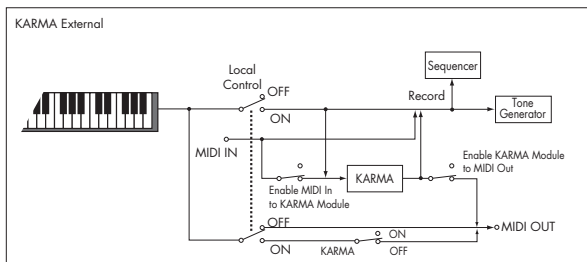 KARMA External
Sequencer
Local
Control
OFF
ON
Record
Tone
Generator
MIDI IN
Enable MIDI In
to KARMA Module
KARMA
Enable KARMA Module
to MIDI Out
OFF
ON
KARMA
ON
OFF
MIDI OUT